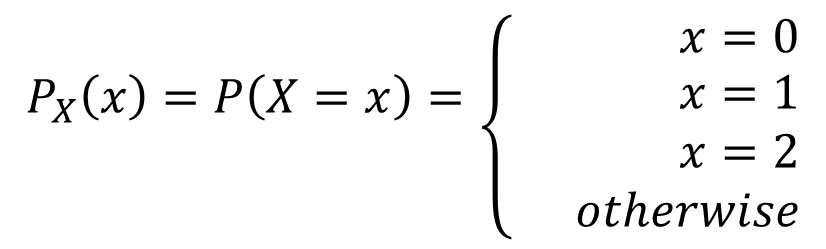 x = 0
P_X(x) = P(X = x) = { x = 1
x = 2
otherwise